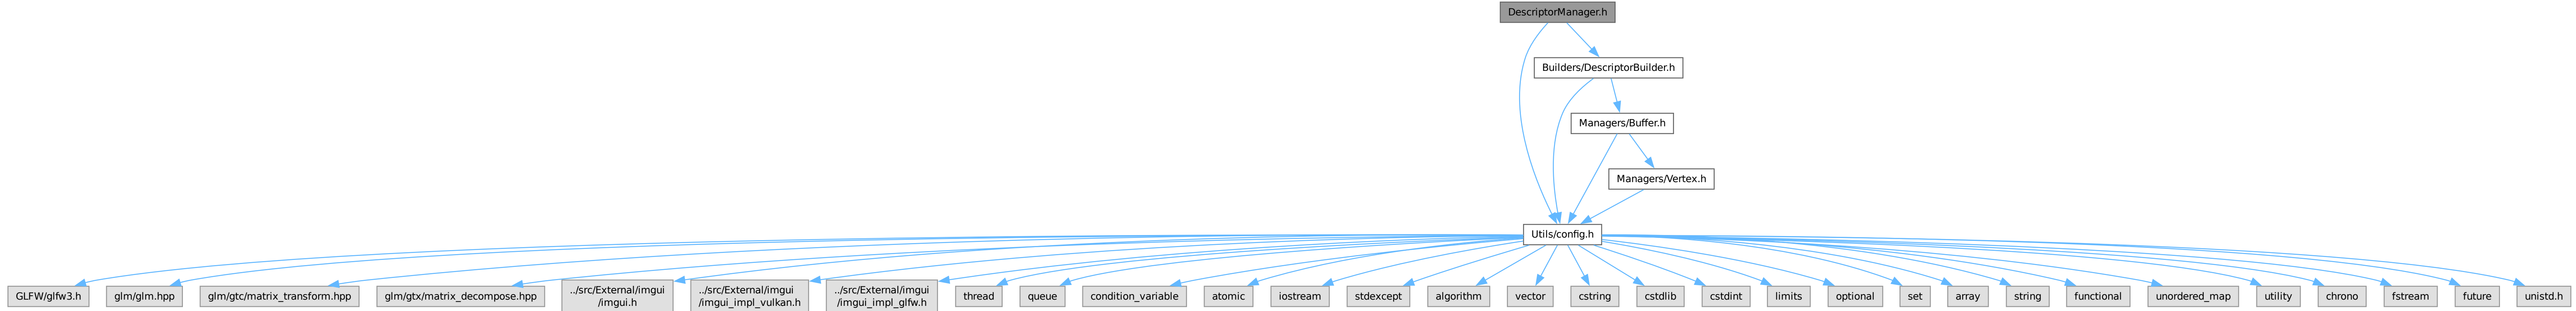 DescriptorManager.h
Builders/DescriptorBuilder.h
Managers/Buffer.h
Managers/Vertex.h
Utils/config.h
GLFW/glfw3.h
glm/glm.hpp
glm/gtc/matrix_transform.hpp
glm/gtx/matrix_decompose.hpp
../src/External/imgui
/imgui.h
../src/External/imgui
/imgui_impl_vulkan.h
../src/External/imgui
/imgui_impl_glfw.h
thread
queue
condition_variable
atomic
iostream
stdexcept
algorithm
vector
cstring
cstdlib
cstdint
limits
optional
set
array
string
functional
unordered_map
utility
chrono
fstream
future
unistd.h